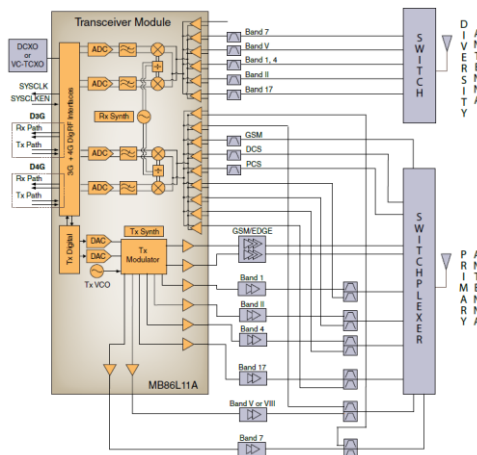 Transceiver Module
DCXO
or
VC-TCXO
SYSCLK
SYSCLKEN
D3G
Rx Path
Tx Path
D4G
Rx Path
Tx Path
3G + 4G DigRF Interfaces
ADC
ADC
Rx Synth
ADC
ADC
Tx Digital
DAC
DAC
Tx VCO
Tx Synth
Tx
Modulator
MB86L11A
Band 7
Band V
Band 1, 4
Band II
Band 17
GSM
DCS
PCS
GSM/EDGE
Band 1
Band II
Band 4
Band 17
Band V or VIII
Band 7
SWITCH
DIVERSITY
ANTENNA
SWITCHPLEXER
PRIMARY
ANTENNA